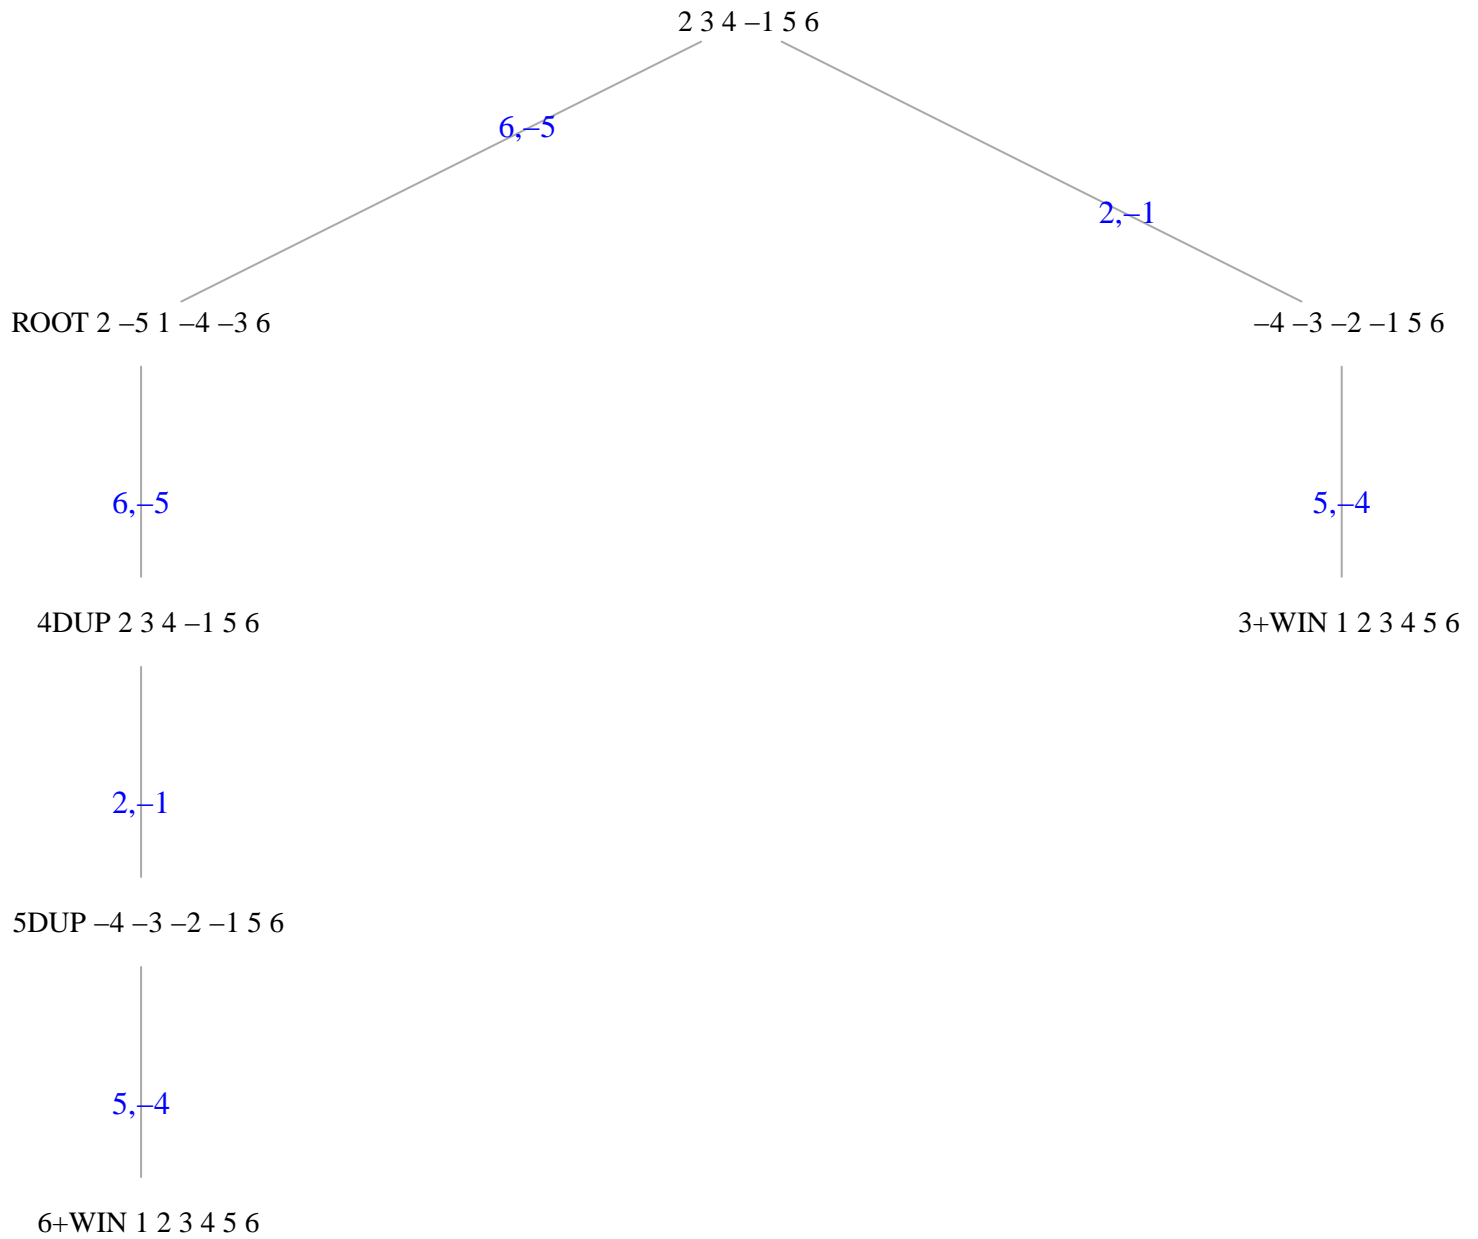 2 3 4 –1 5 6
6,–5
2,–1
ROOT 2 –5 1 –4 –3 6
–4 –3 –2 –1 5 6
6,–5
5,–4
4DUP 2 3 4 –1 5 6
3+WIN 1 2 3 4 5 6
2,–1
5DUP –4 –3 –2 –1 5 6
5,–4
6+WIN 1 2 3 4 5 6